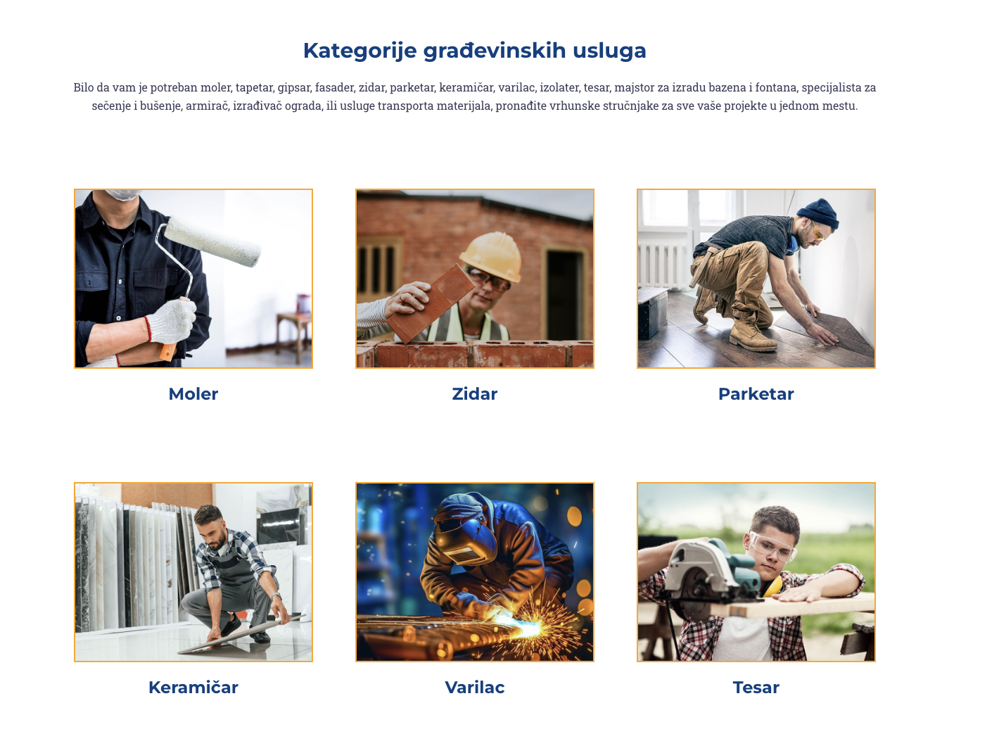 Kategorije građevinskih usluga
Bilo da vam je potreban moler, tapetar, gipsar, fasader, zidar, parketar, keramičar, varilac, izolater, tesar, majstor za izradu bazena i fontana, specijalista za
sečenje i bušenje, armirač, izrađivač ograda, ili usluge transporta materijala, pronađite vrhunske stručnjake za sve vaše projekte u jednom mestu.
Moler
Zidar
Parketar
Keramičar
Varilac
Tesar